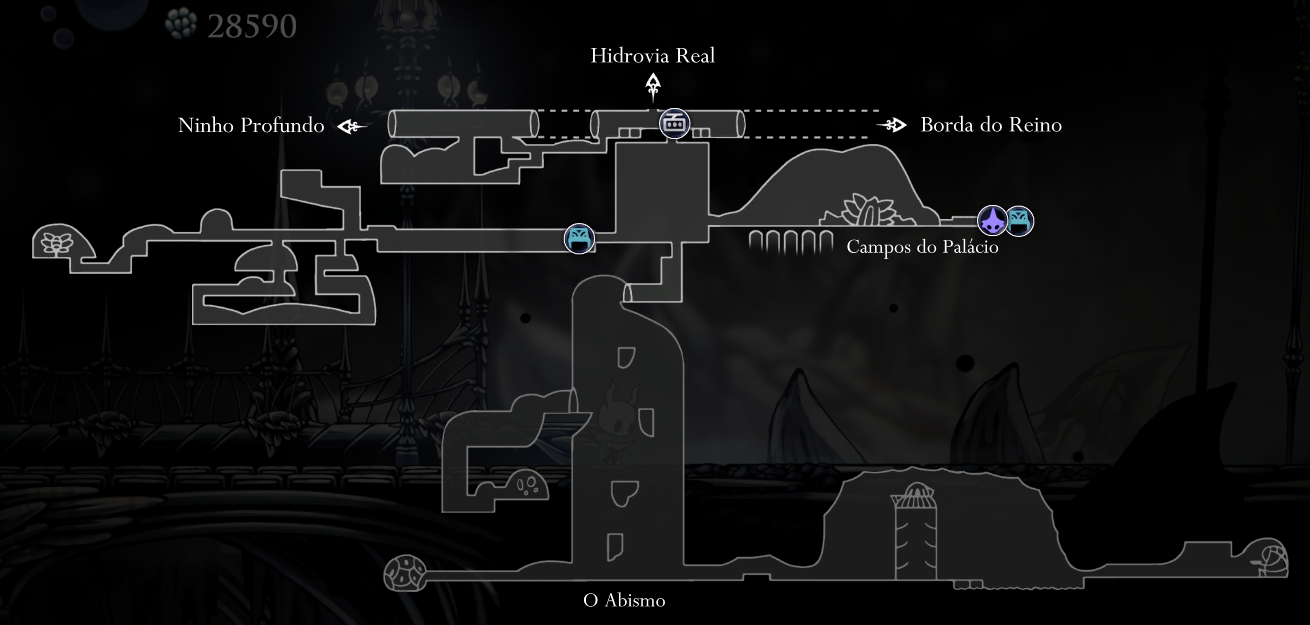 28590
Hidrovia Real
Ninho Profundo
Borda do Reino
Campos do Palácio
O Abismo